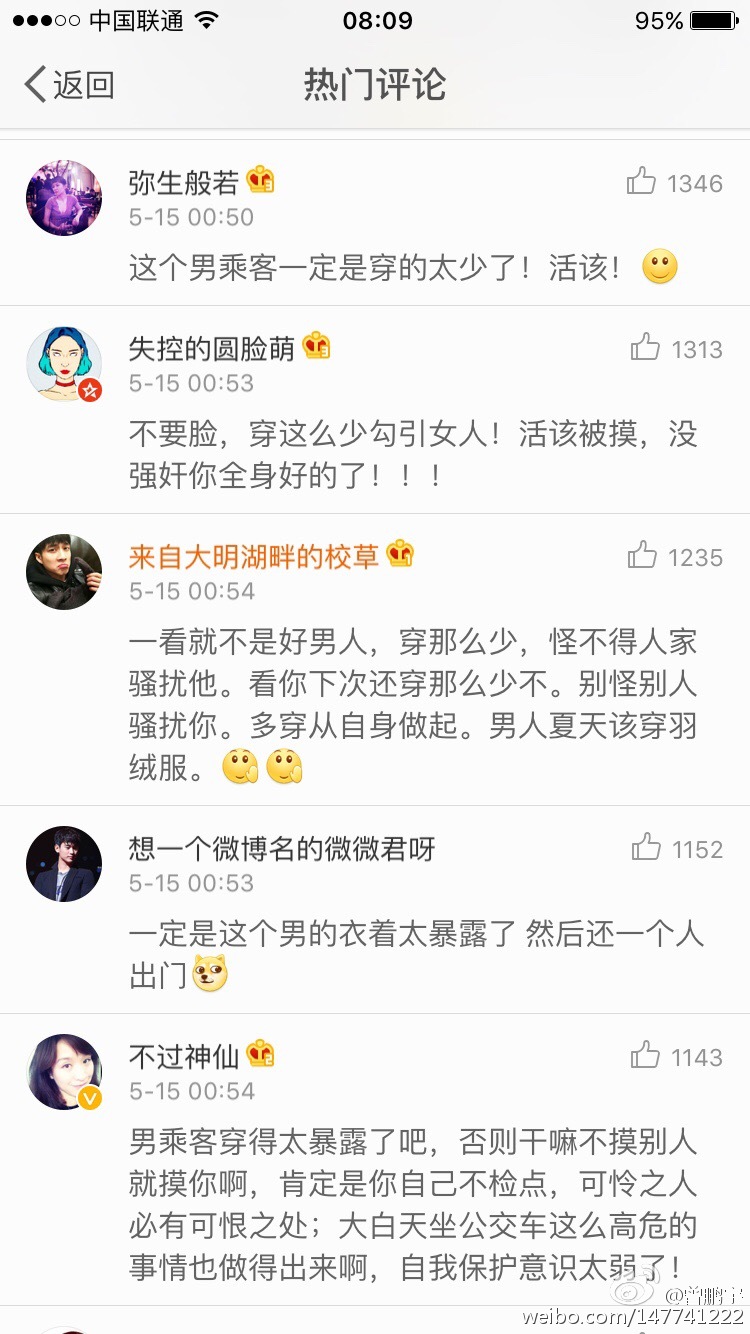 中国联通 08:09 95%
返回 热门评论
弥生般若 1346
5-15 00:50
这个男乘客一定是穿的太少了！活该！
失控的圆脸萌 1313
5-15 00:53
不要脸，穿这么少勾引女人！活该被摸，没
强奸你全身好的了！！！
来自大明湖畔的校草 1235
5-15 00:54
一看就不是好男人，穿那么少，怪不得人家
骚扰他。看你下次还穿那么少不。别怪别人
骚扰你。多穿从自身做起。男人夏天该穿羽
绒服。
想一个微博名的微微君呀 1152
5-15 00:53
一定是这个男的衣着太暴露了 然后还一个人
出门
不过神仙 1143
5-15 00:54
男乘客穿得太暴露了吧，否则干嘛不摸别人
就摸你啊，肯定是你自己不检点，可怜之人
必有可恨之处；大白天坐公交车这么高危的
事情也做得出来啊，自我保护意识太弱了！
weibo.com/147741222